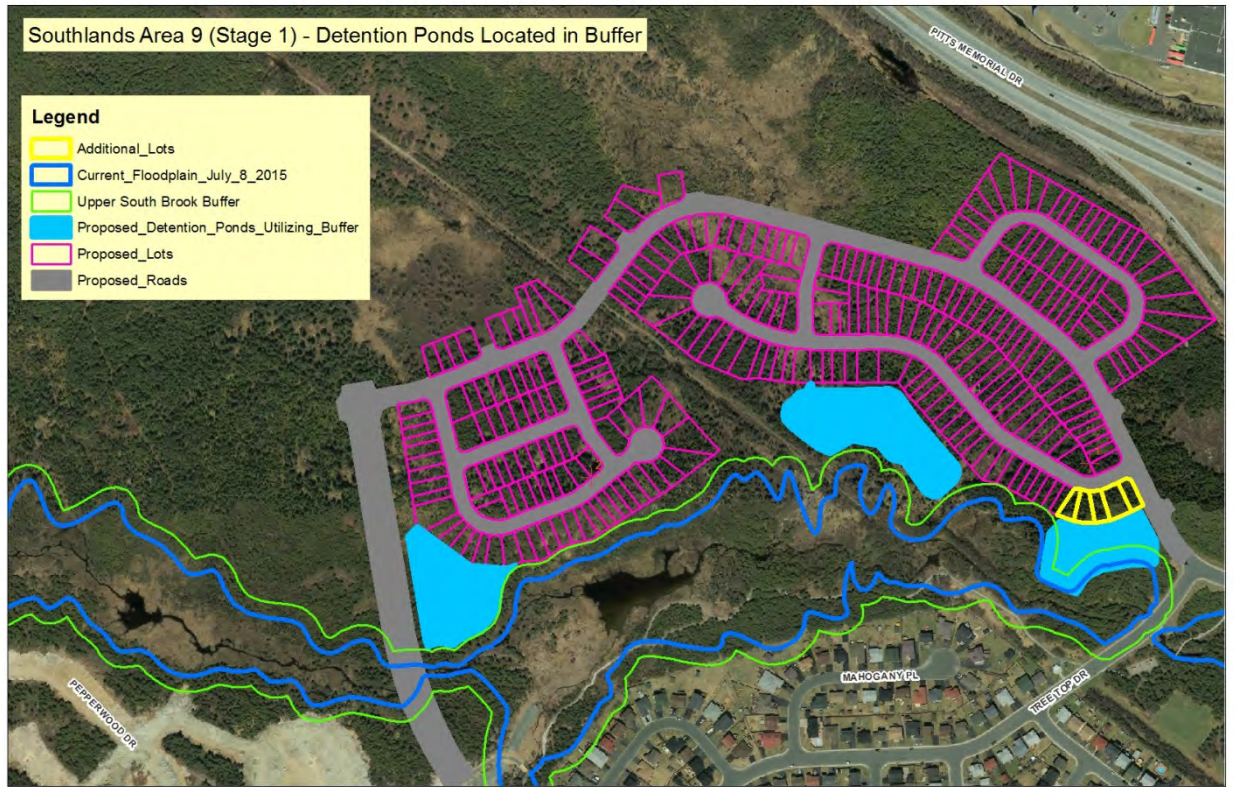 Southlands Area 9 (Stage 1) - Detention Ponds Located in Buffer
Legend
Additional_Lots
Current_Floodplain_July_8_2015
Upper South Brook Buffer
Proposed_Detention_Ponds_Utilizing_Buffer
Proposed_Lots
Proposed_Roads
PITTS MEMORIAL DR
PEPPERWOOD DR
MAHOGANY PL
TREE TOP DR